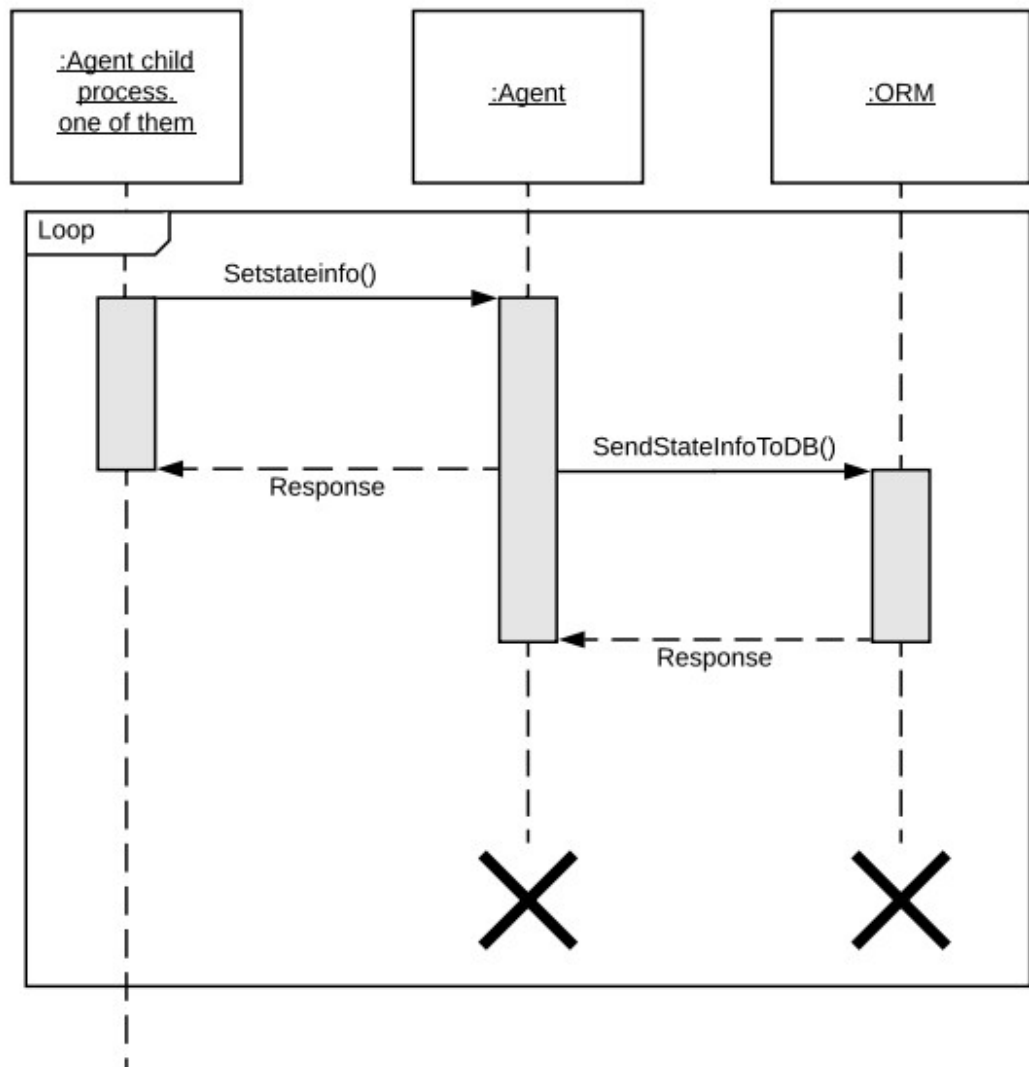 :Agent child
process.
one of them
:Agent
:ORM
Loop
Setstateinfo()
SendStateInfoToDB()
Response
Response